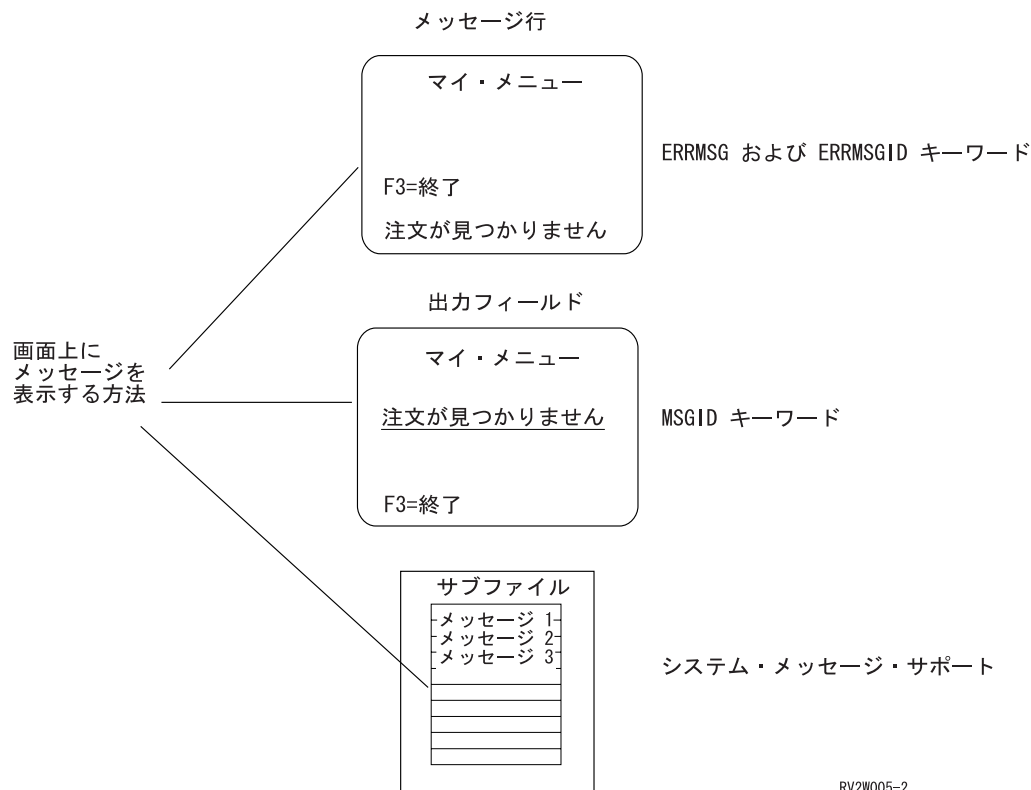 メッセージ行
マイ・メニュー
F3=終了
注文が見つかりません
ERRMSG および ERRMSGID キーワード
画面上に
メッセージを
表示する方法
出力フィールド
マイ・メニュー
注文が見つかりません
F3=終了
MSGID キーワード
サブファイル
メッセージ 1
メッセージ 2
メッセージ 3
システム・メッセージ・サポート
RV2W005-2